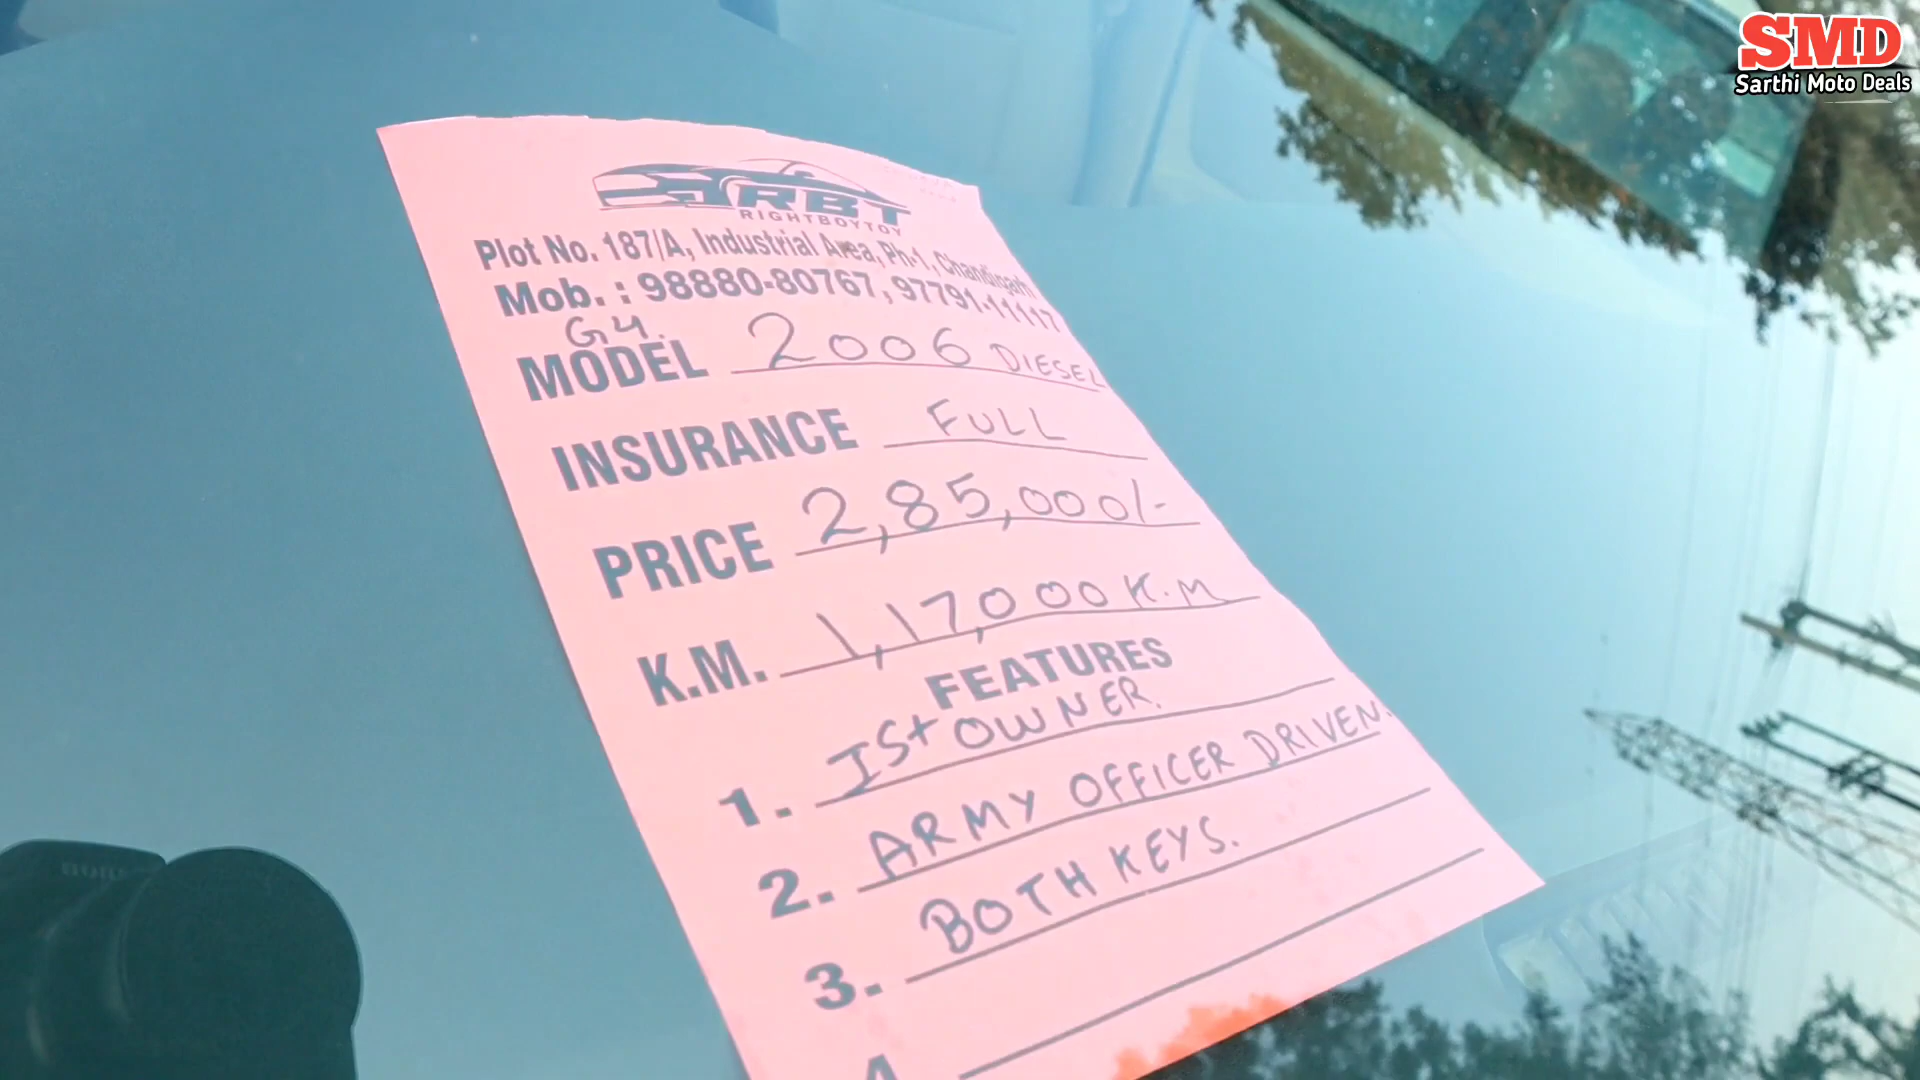 SMD
Sarthi Moto Deals
RBT
RIGHTBOYTOY
Plot No. 187/A, Industrial Area, Ph-1, Chandigarh
Mob. : 98880-80767, 97791-11117
G4.
MODEL 2006 DIESEL
INSURANCE FULL
PRICE 2,85,000/-
K.M. 1,17,000 K.M
FEATURES
1. Ist OWNER.
2. ARMY OFFICER DRIVEN.
3. BOTH KEYS.
4